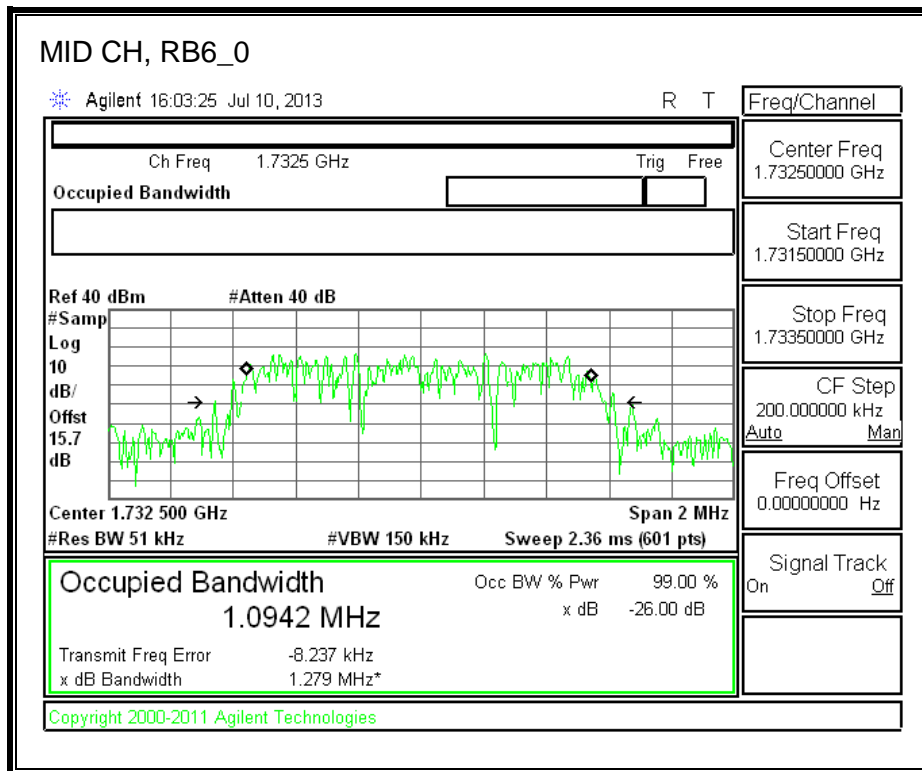 MID CH, RB6_0
Agilent 16:03:25 Jul 10, 2013 R T
Freq/Channel
Ch Freq 1.7325 GHz Trig Free
Occupied Bandwidth
Center Freq
1.73250000 GHz
Start Freq
1.73150000 GHz
Stop Freq
1.73350000 GHz
CF Step
200.000000 kHz
Auto Man
Freq Offset
0.00000000 Hz
Signal Track
On Off
Ref 40 dBm #Atten 40 dB
#Samp
Log
10
dB/
Offst
15.7
dB
Center 1.732 500 GHz Span 2 MHz
#Res BW 51 kHz #VBW 150 kHz Sweep 2.36 ms (601 pts)
Occupied Bandwidth Occ BW % Pwr 99.00 %
1.0942 MHz x dB -26.00 dB
Transmit Freq Error -8.237 kHz
x dB Bandwidth 1.279 MHz*
Copyright 2000-2011 Agilent Technologies